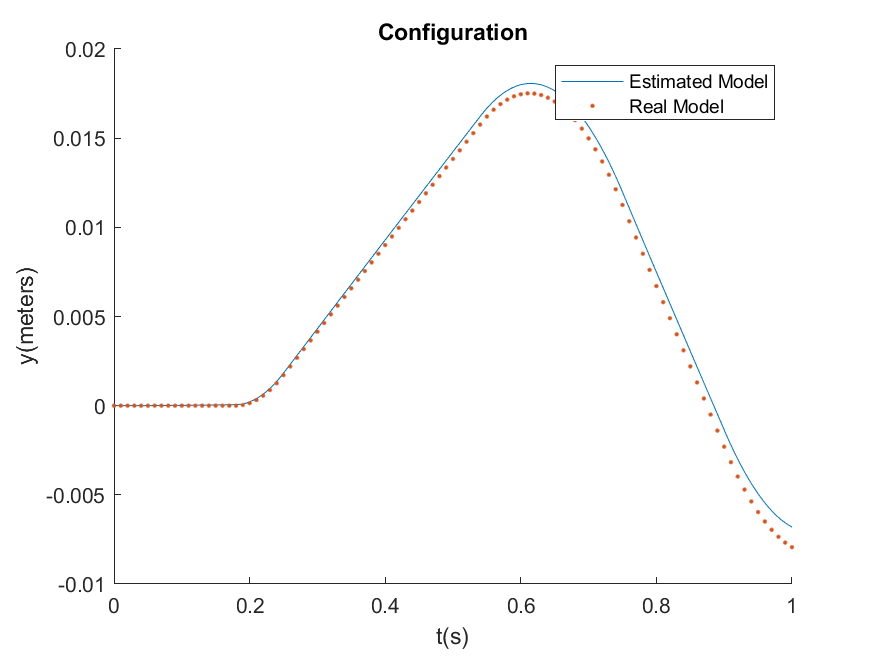 Configuration
0.02
Estimated Model
Real Model
0.015
0.01
0.005
0
-0.005
-0.01
y(meters)
0 0.2 0.4 0.6 0.8 1
t(s)